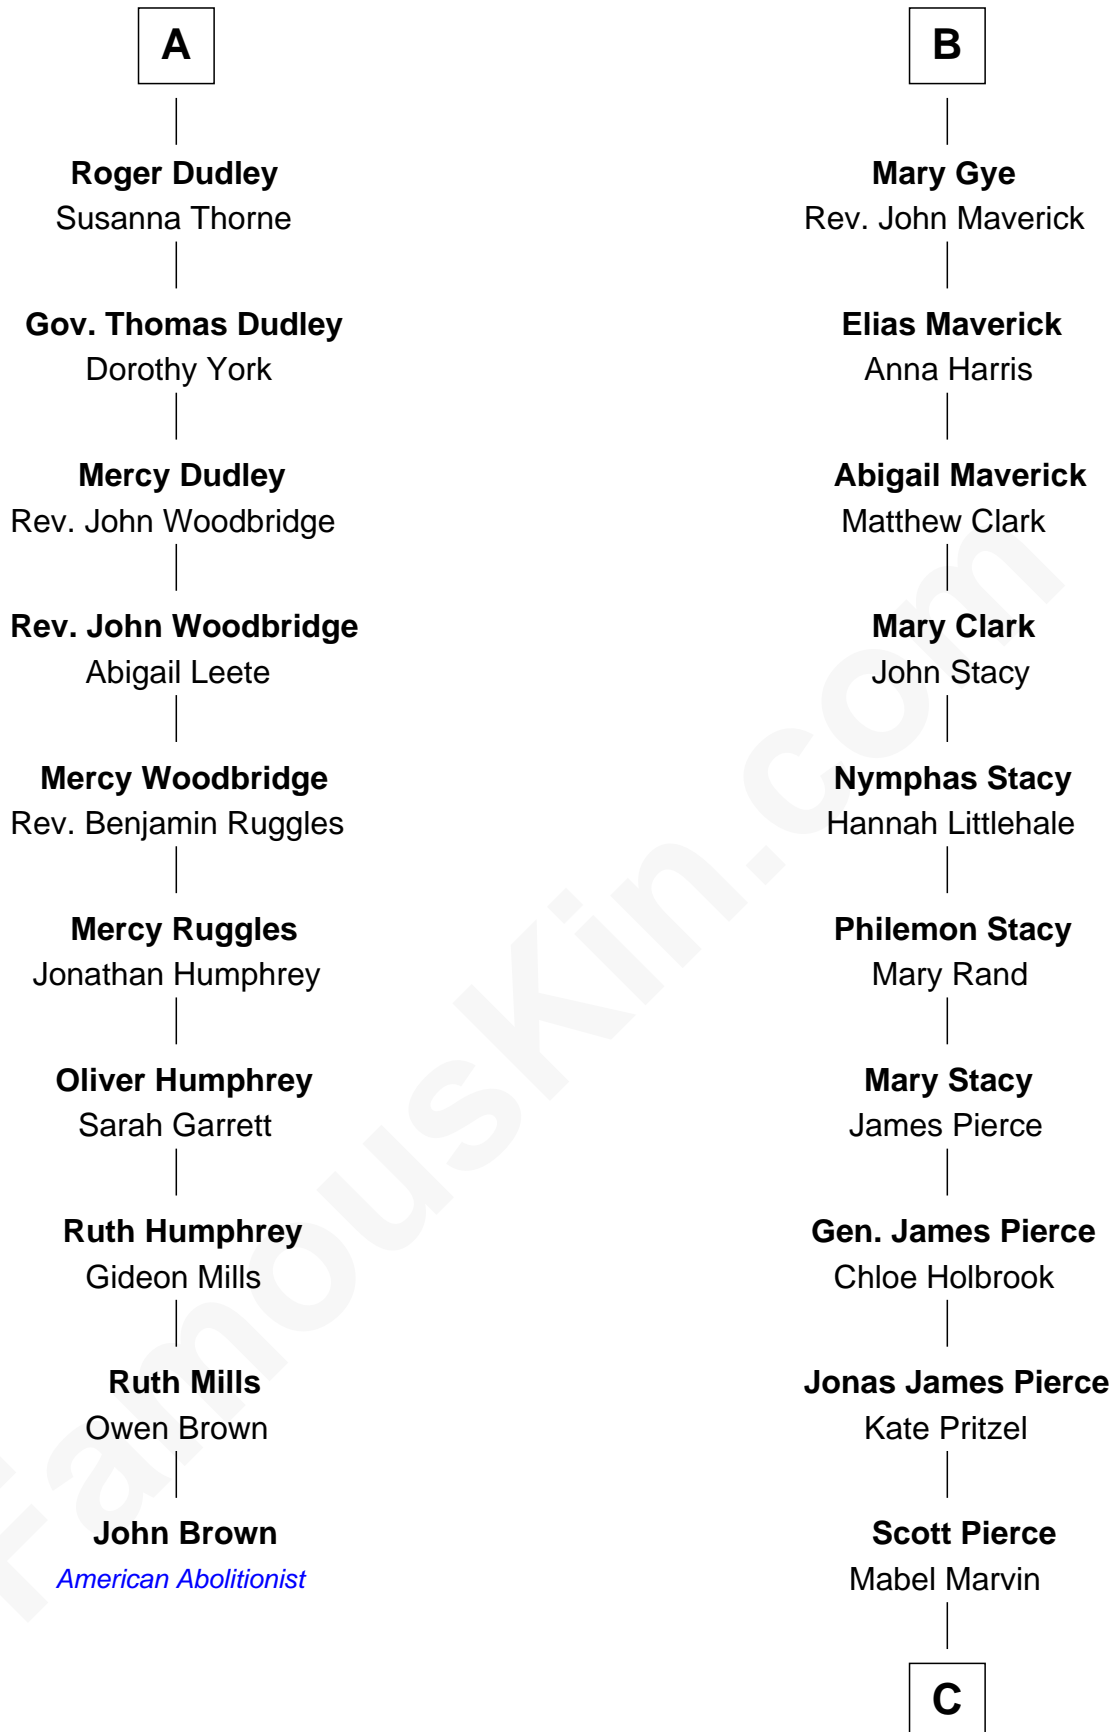 A
Roger Dudley
Susanna Thorne
Gov. Thomas Dudley
Dorothy York
Mercy Dudley
Rev. John Woodbridge
Rev. John Woodbridge
Abigail Leete
Mercy Woodbridge
Rev. Benjamin Ruggles
Mercy Ruggles
Jonathan Humphrey
Oliver Humphrey
Sarah Garrett
Ruth Humphrey
Gideon Mills
Ruth Mills
Owen Brown
John Brown
American Abolitionist
B
Mary Gye
Rev. John Maverick
Elias Maverick
Anna Harris
Abigail Maverick
Matthew Clark
Mary Clark
John Stacy
Nymphas Stacy
Hannah Littlehale
Philemon Stacy
Mary Rand
Mary Stacy
James Pierce
Gen. James Pierce
Chloe Holbrook
Jonas James Pierce
Kate Pritzel
Scott Pierce
Mabel Marvin
C
FamousKin.com